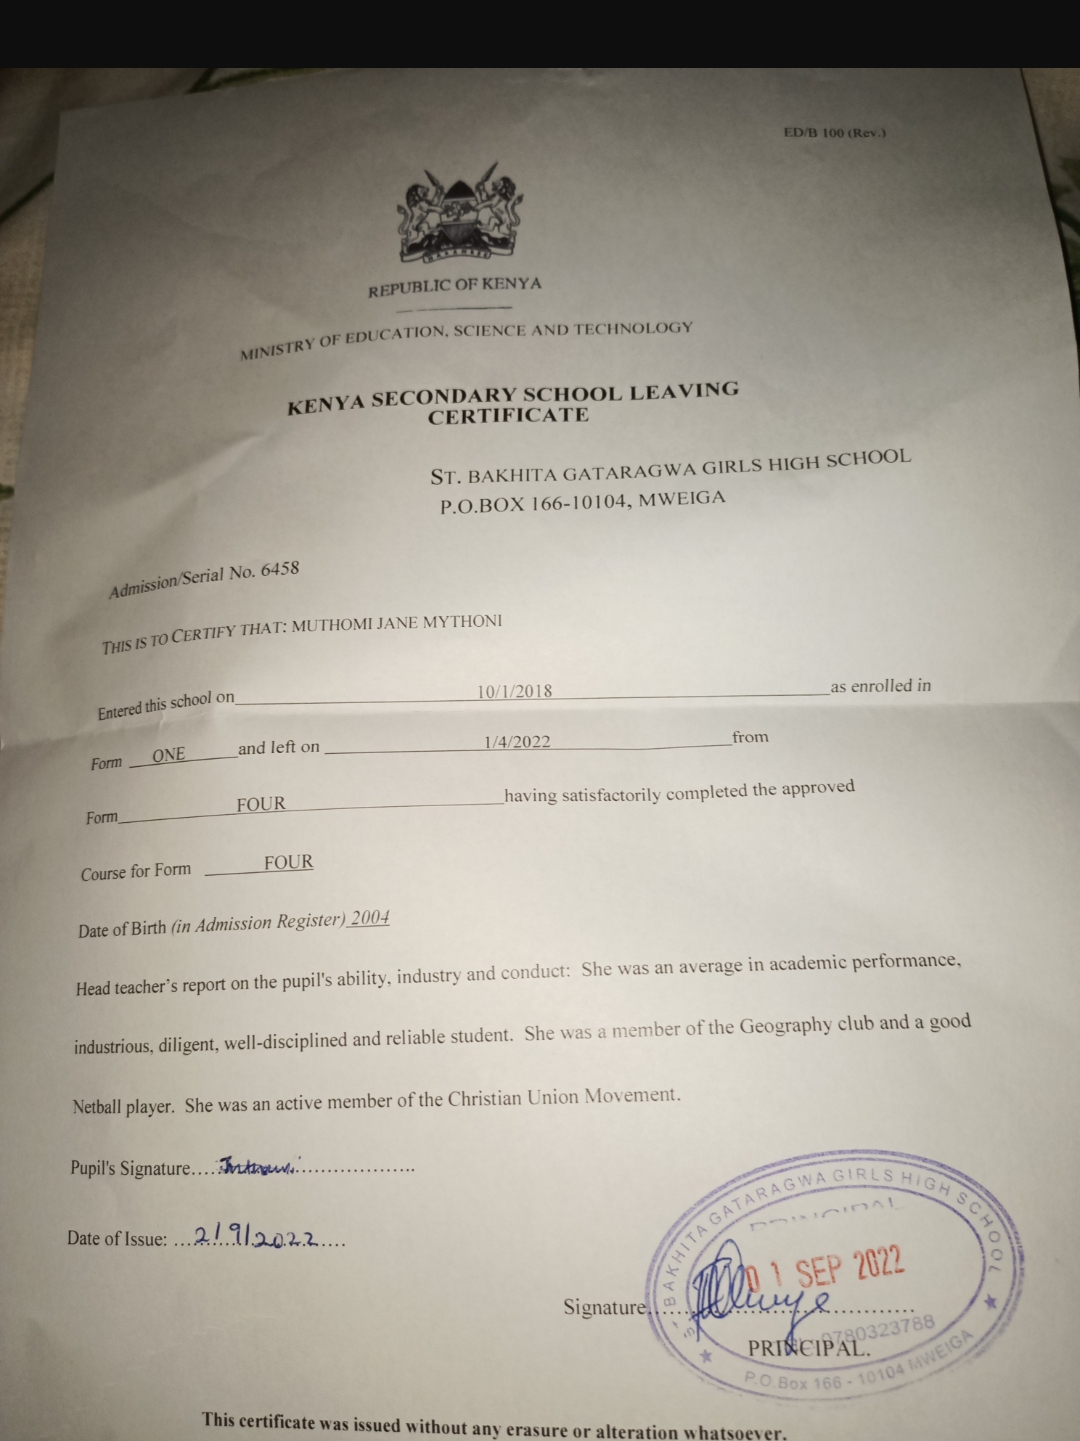 ED/B 100 (Rev.)
REPUBLIC OF KENYA
MINISTRY OF EDUCATION, SCIENCE AND TECHNOLOGY
KENYA SECONDARY SCHOOL LEAVING
CERTIFICATE
ST. BAKHITA GATARAGWA GIRLS HIGH SCHOOL
P.O.BOX 166-10104, MWEIGA
Admission/Serial No. 6458
THIS IS TO CERTIFY THAT: MUTHOMI JANE MYTHONI
Entered this school on 10/1/2018 as enrolled in
Form ONE and left on 1/4/2022 from
Form FOUR having satisfactorily completed the approved
Course for Form FOUR
Date of Birth (in Admission Register) 2004
Head teacher's report on the pupil's ability, industry and conduct: She was an average in academic performance,
industrious, diligent, well-disciplined and reliable student. She was a member of the Geography club and a good
Netball player. She was an active member of the Christian Union Movement.
Pupil's Signature....
Date of Issue: ...2/9/2022....
BAKHITA GATARAGWA GIRLS HIGH SCHOOL
PRINCIPAL
01 SEP 2022
Signature
0780323788
PRINCIPAL.
P.O.Box 166 - 10104 MWEIGA
This certificate was issued without any erasure or alteration whatsoever.